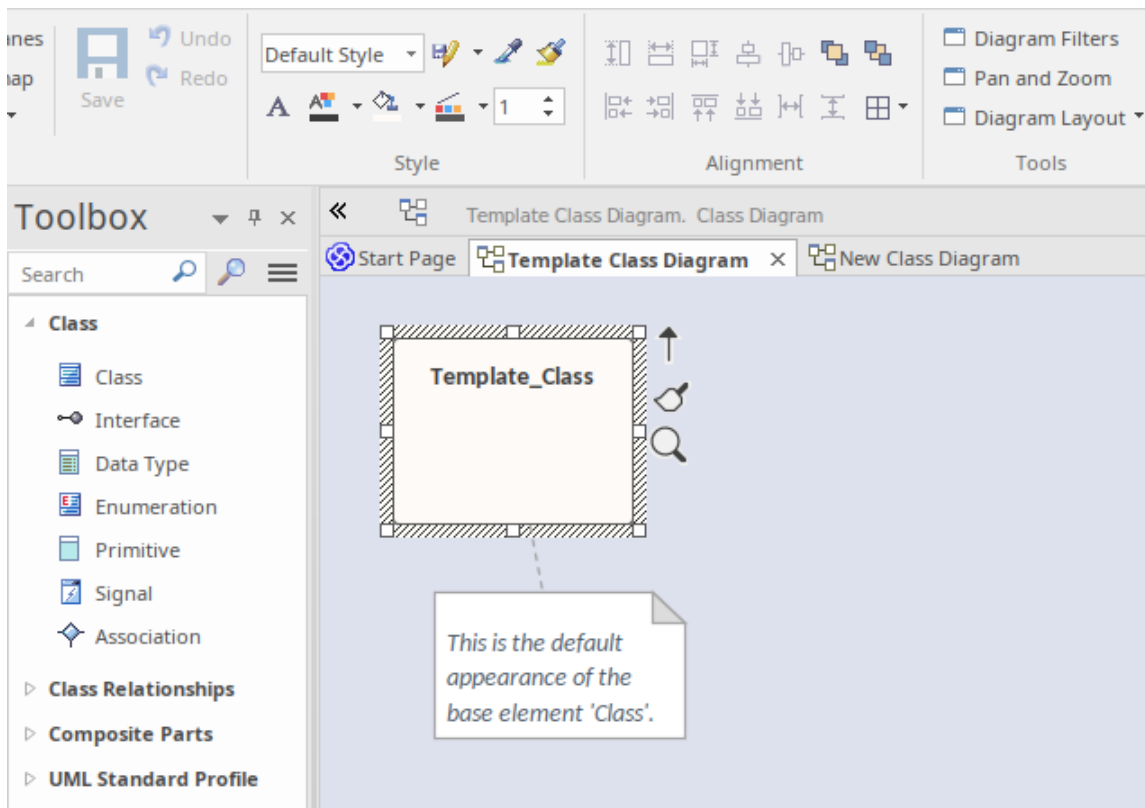 Undo
Redo
Save
Default Style
A
1
Style
Alignment
Diagram Filters
Pan and Zoom
Diagram Layout
Tools
Toolbox
Search
Class
Class
Interface
Data Type
Enumeration
Primitive
Signal
Association
Class Relationships
Composite Parts
UML Standard Profile
Template Class Diagram. Class Diagram
Start Page
Template Class Diagram
New Class Diagram
Template_Class
This is the default
appearance of the
base element 'Class'.